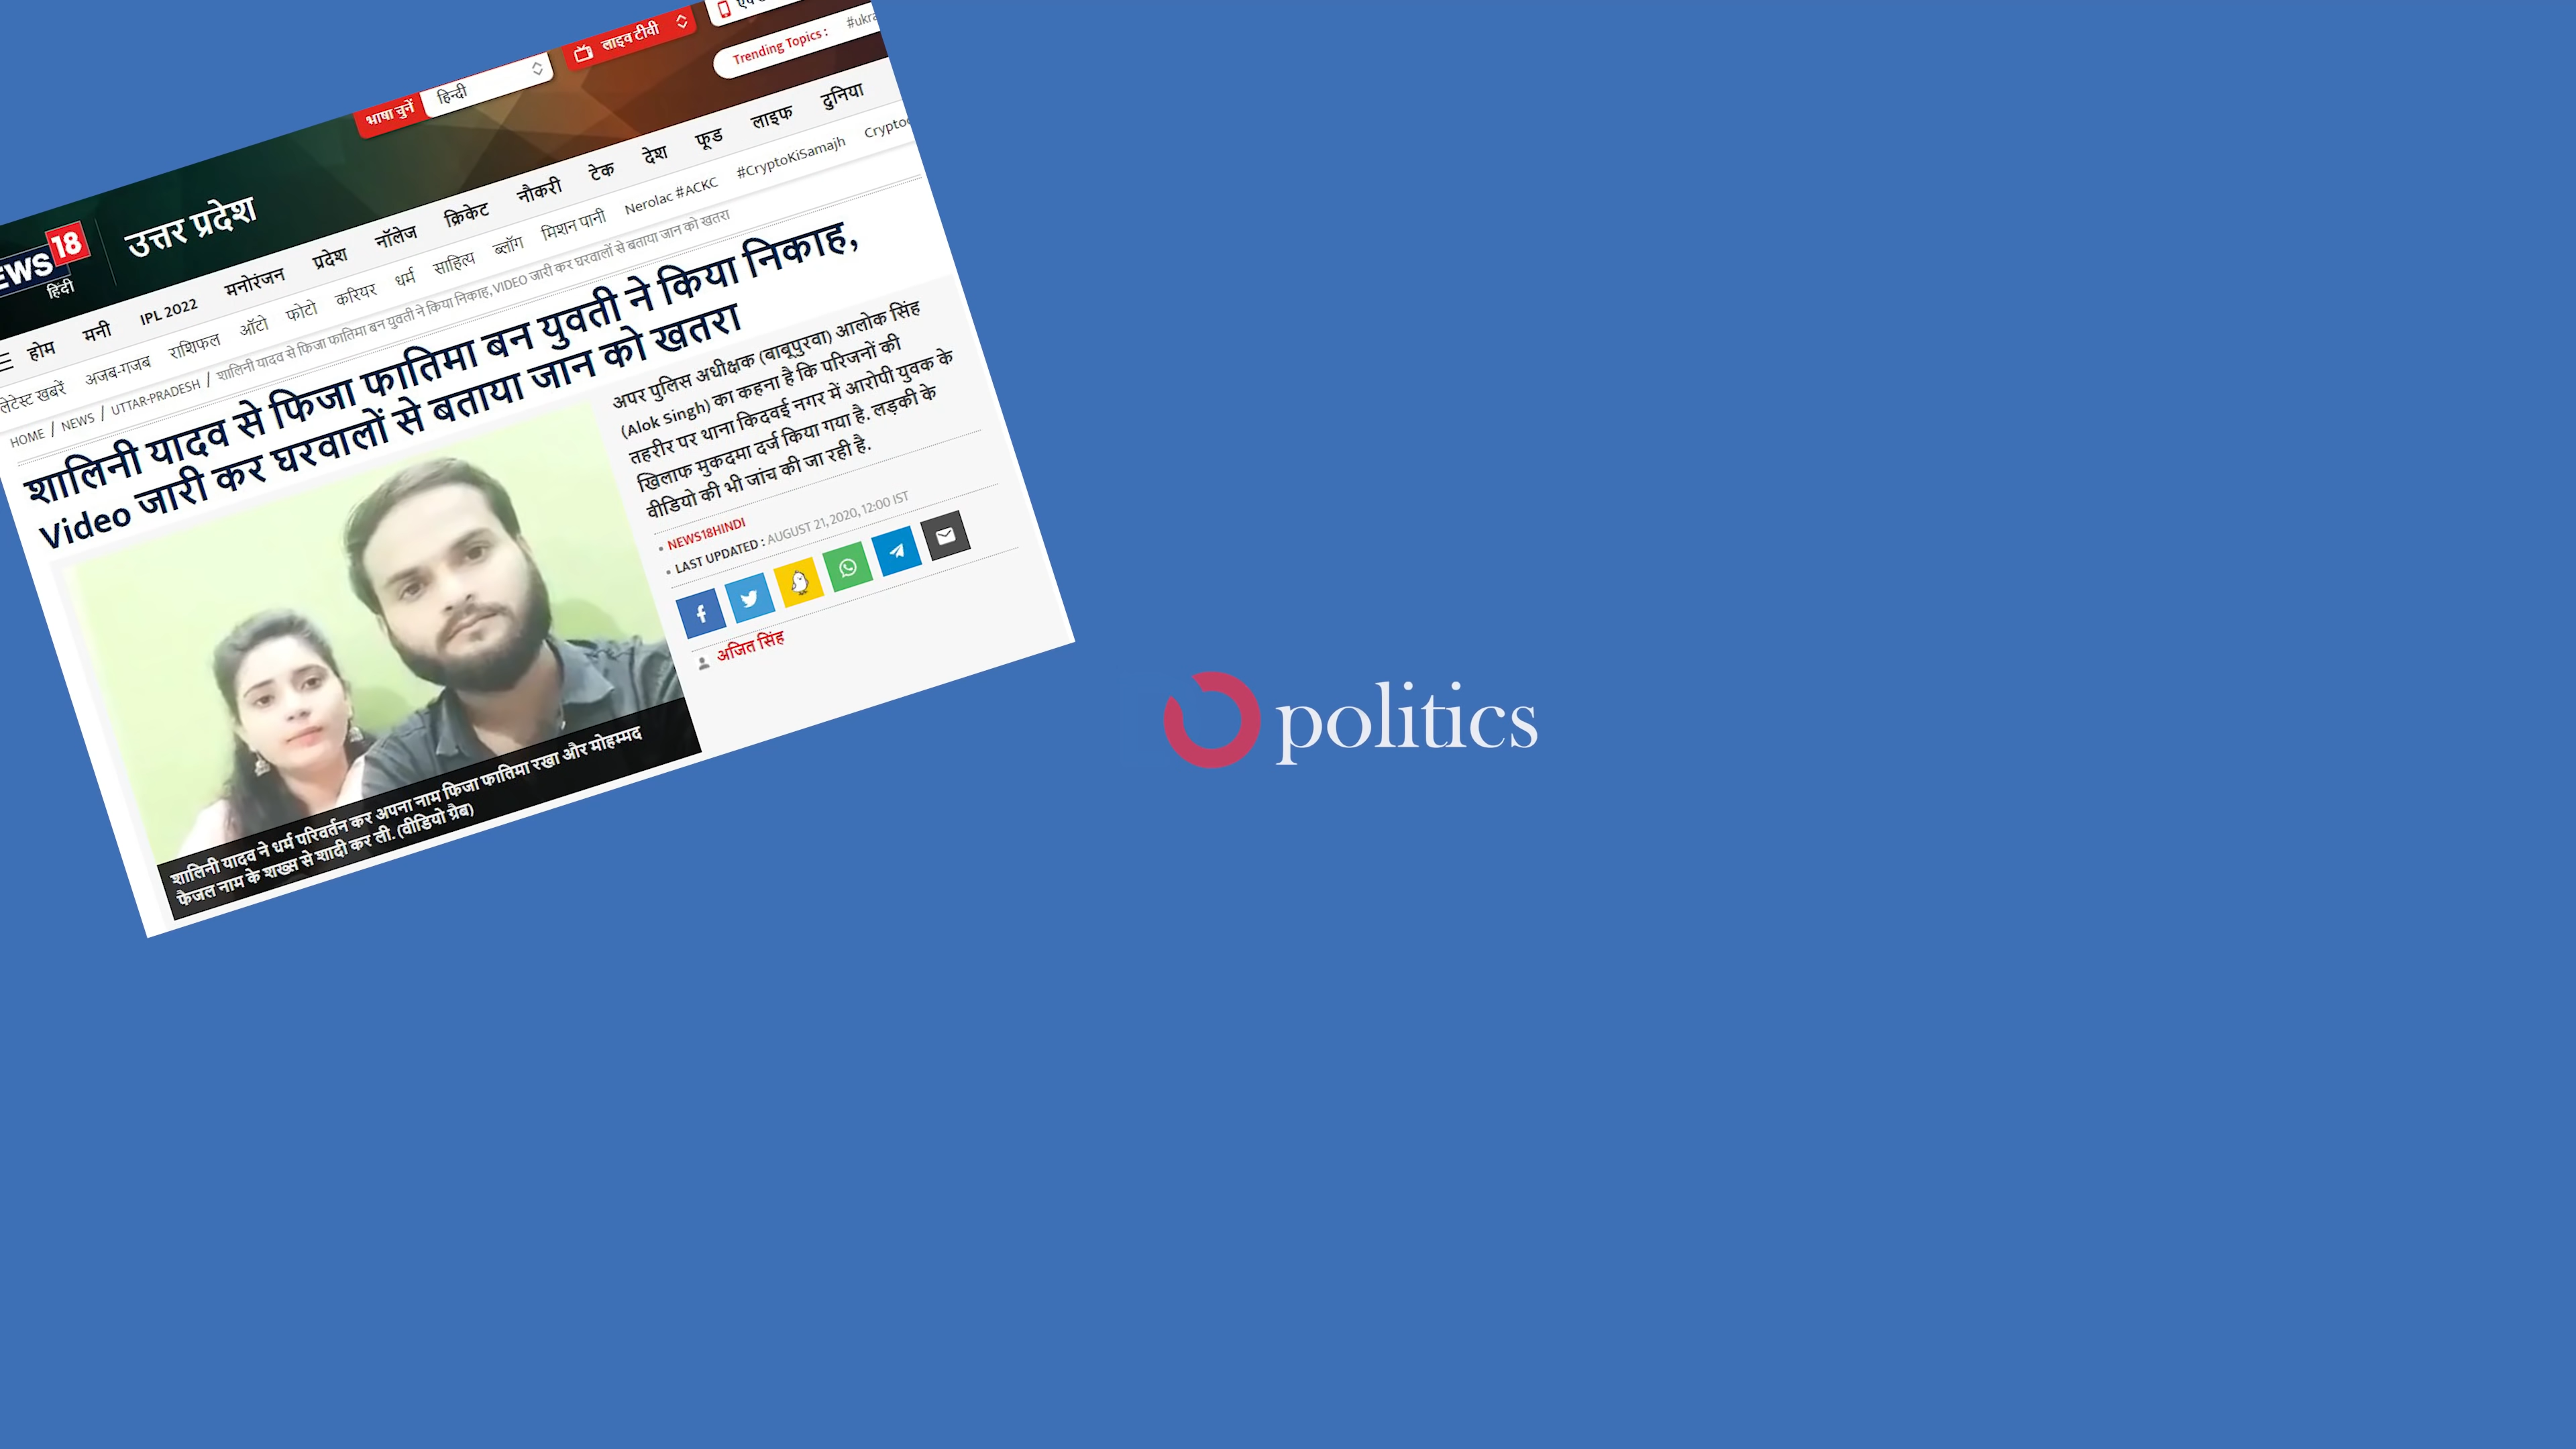 भाषा चुनें हिन्दी लाइव टीवी
Trending Topics :
18
हिंदी
उत्तर प्रदेश
होम मनी IPL 2022 मनोरंजन प्रदेश नॉलेज क्रिकेट नौकरी टेक देश फूड लाइफ दुनिया
लेटेस्ट खबरें अजब-गजब राशिफल ऑटो फोटो करियर धर्म साहित्य ब्लॉग मिशन पानी Nerolac #ACKC #CryptoKiSamajh
HOME / NEWS / UTTAR-PRADESH / शालिनी यादव से फिजा फातिमा बन युवती ने किया निकाह, VIDEO जारी कर घरवालों से बताया जान को खतरा
शालिनी यादव से फिजा फातिमा बन युवती ने किया निकाह,
Video जारी कर घरवालों से बताया जान को खतरा
अपर पुलिस अधीक्षक (बाबूपुरवा) आलोक सिंह
(Alok Singh) का कहना है कि परिजनों की
तहरीर पर थाना किदवई नगर में आरोपी युवक के
खिलाफ मुकदमा दर्ज किया गया है. लड़की के
वीडियो की भी जांच की जा रही है.
NEWS18HINDI
LAST UPDATED : AUGUST 21, 2020, 12:00 IST
अजित सिंह
शालिनी यादव ने धर्म परिवर्तन कर अपना नाम फिजा फातिमा रखा और मोहम्मद
फैजल नाम के शख्स से शादी कर ली. (वीडियो ग्रैब)
politics